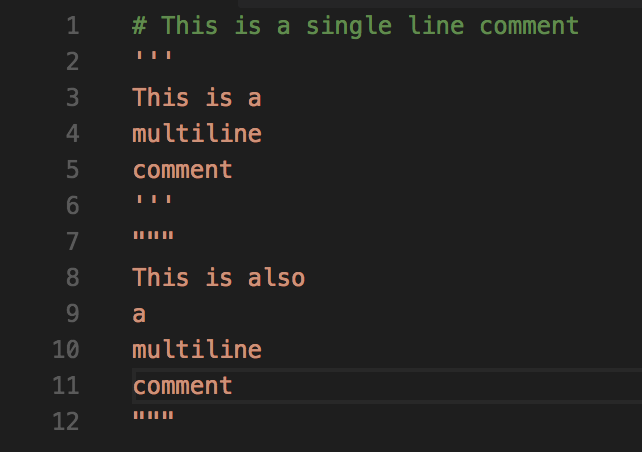 1 # This is a single line comment
2 '''
3 This is a
4 multiline
5 comment
6 '''
7 """
8 This is also
9 a
10 multiline
11 comment
12 """